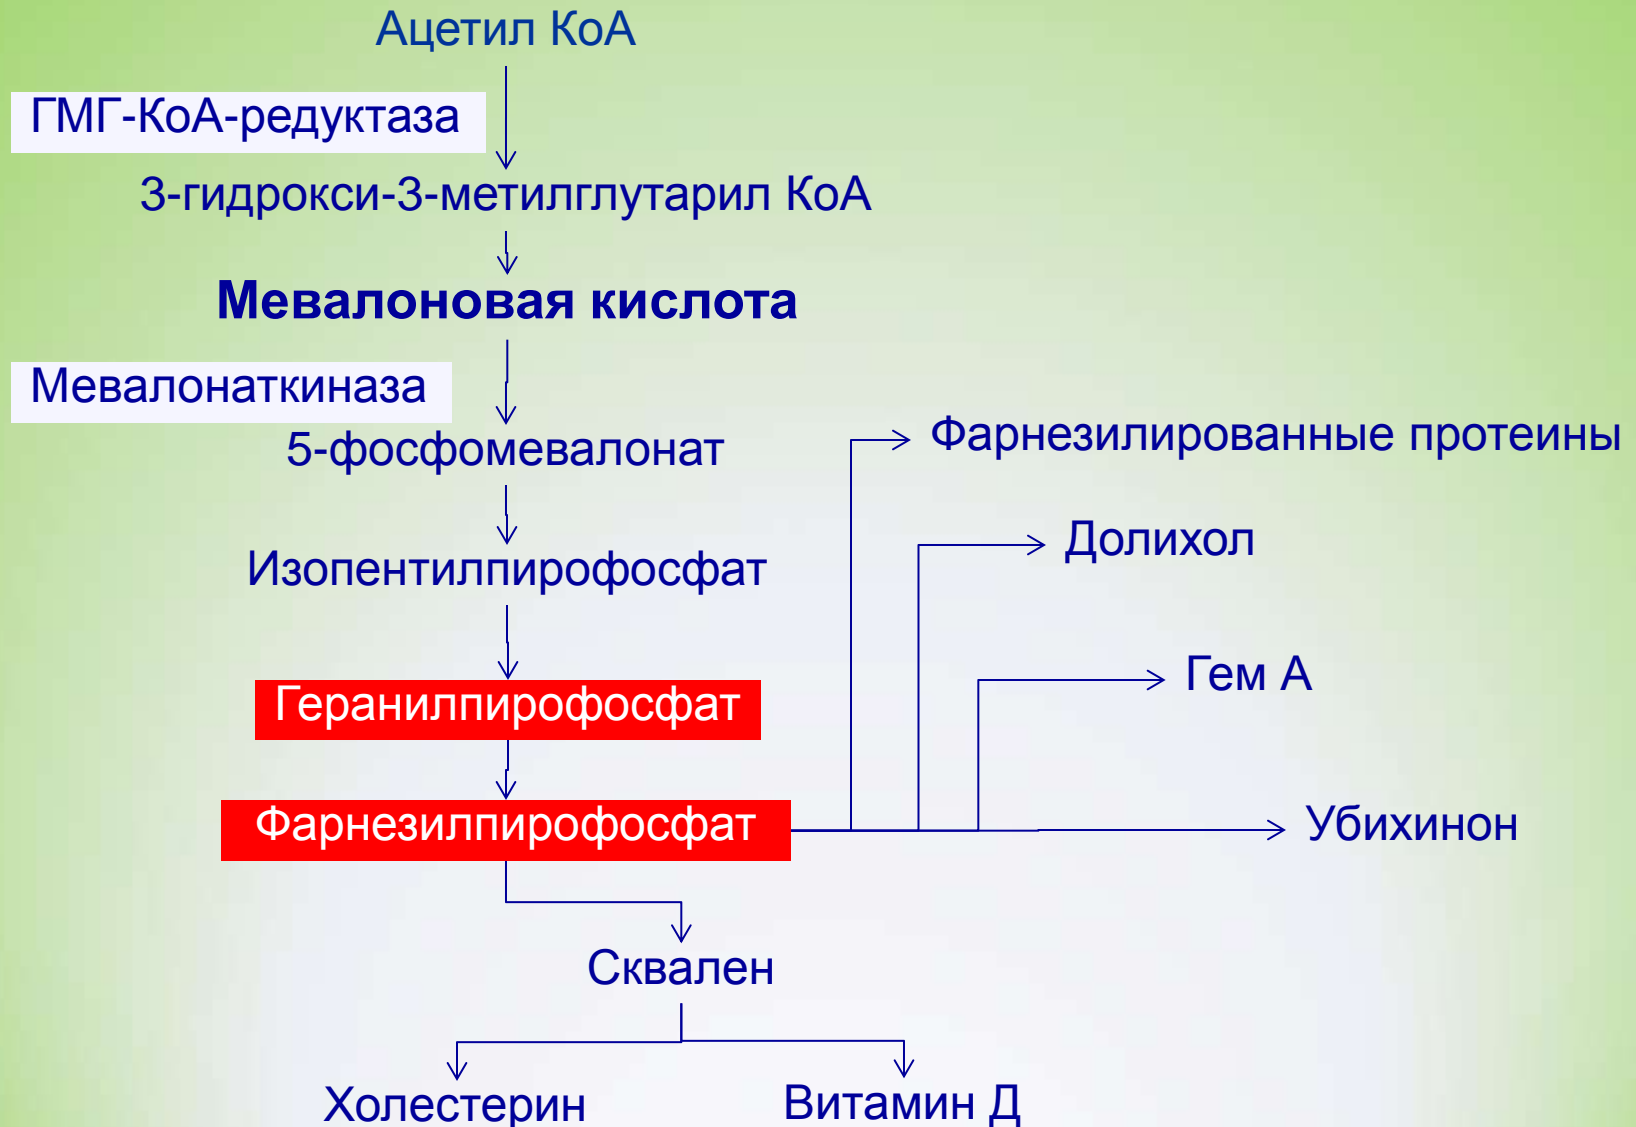 Ацетил КоА
ГМГ-КоА-редуктаза
3-гидрокси-3-метилглутарил КоА
Мевалоновая кислота
Мевалонаткиназа
5-фосфомевалонат
Фарнезилированные протеины
Долихол
Изопентилпирофосфат
Гем А
Геранилпирофосфат
Фарнезилпирофосфат
Убихинон
Сквален
Холестерин
Витамин Д